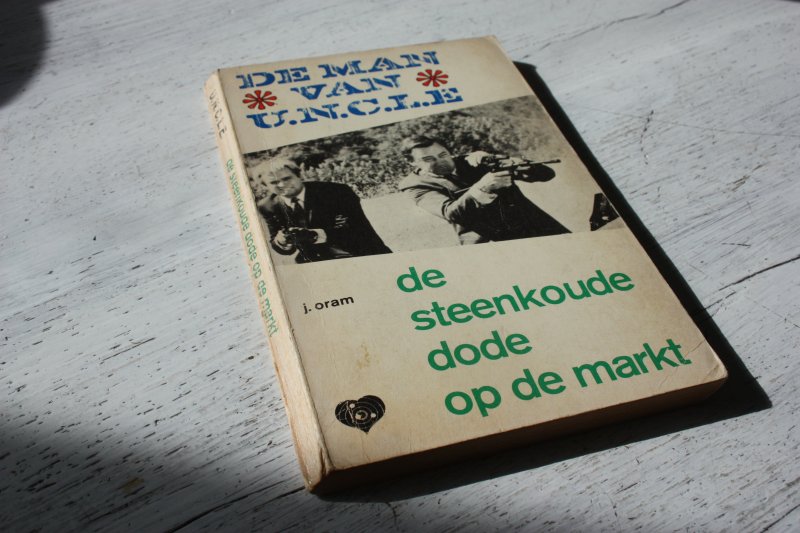 DE MAN
VAN
U.N.C.L.E
j. oram
de
steenkoude
dode
op de markt
U.N.C.L.E.
de steenkoude dode op de markt